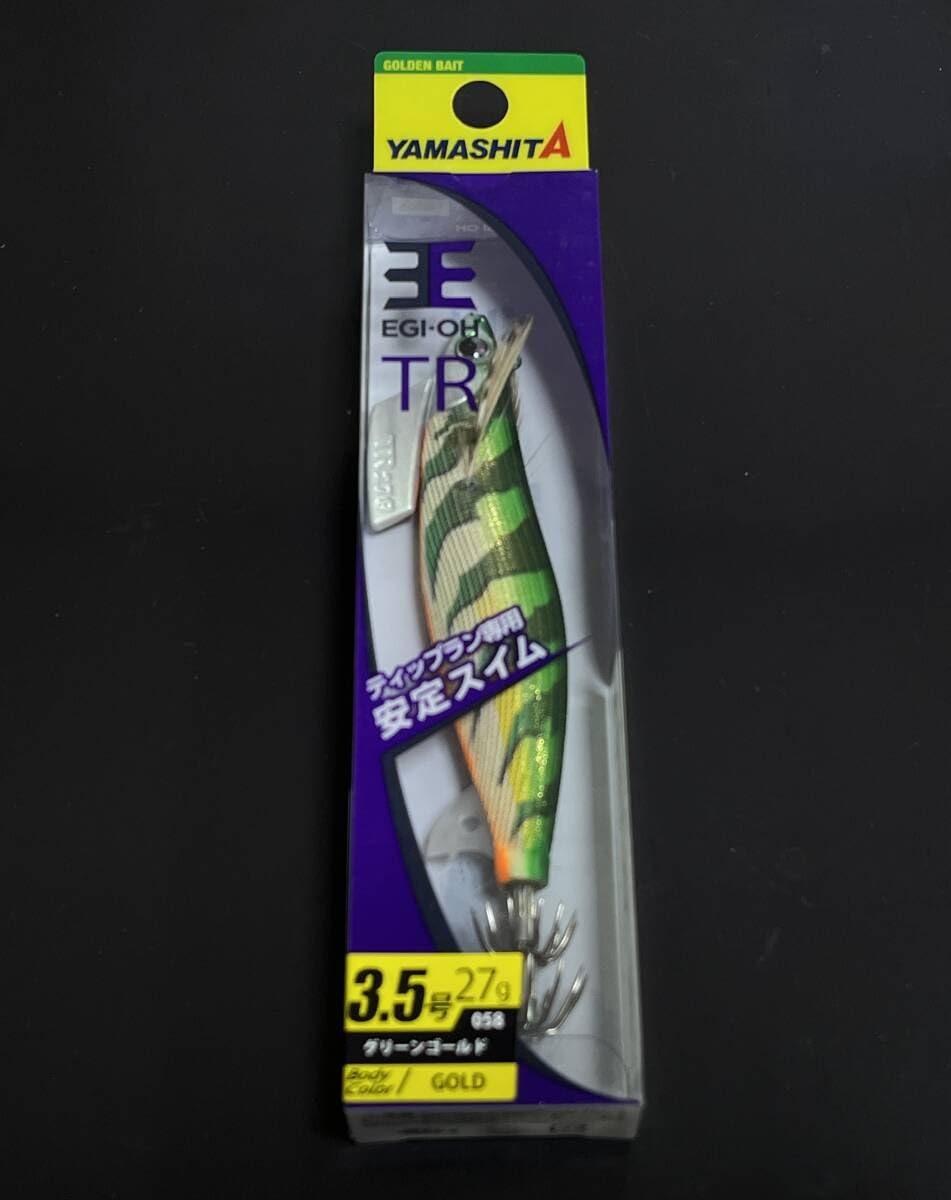 GOLDEN BAIT
YAMASHITA
王
EGI-OH
TR
ティップラン専用
安定スイム
3.5号 27g
058
グリーンゴールド
Body Color / GOLD